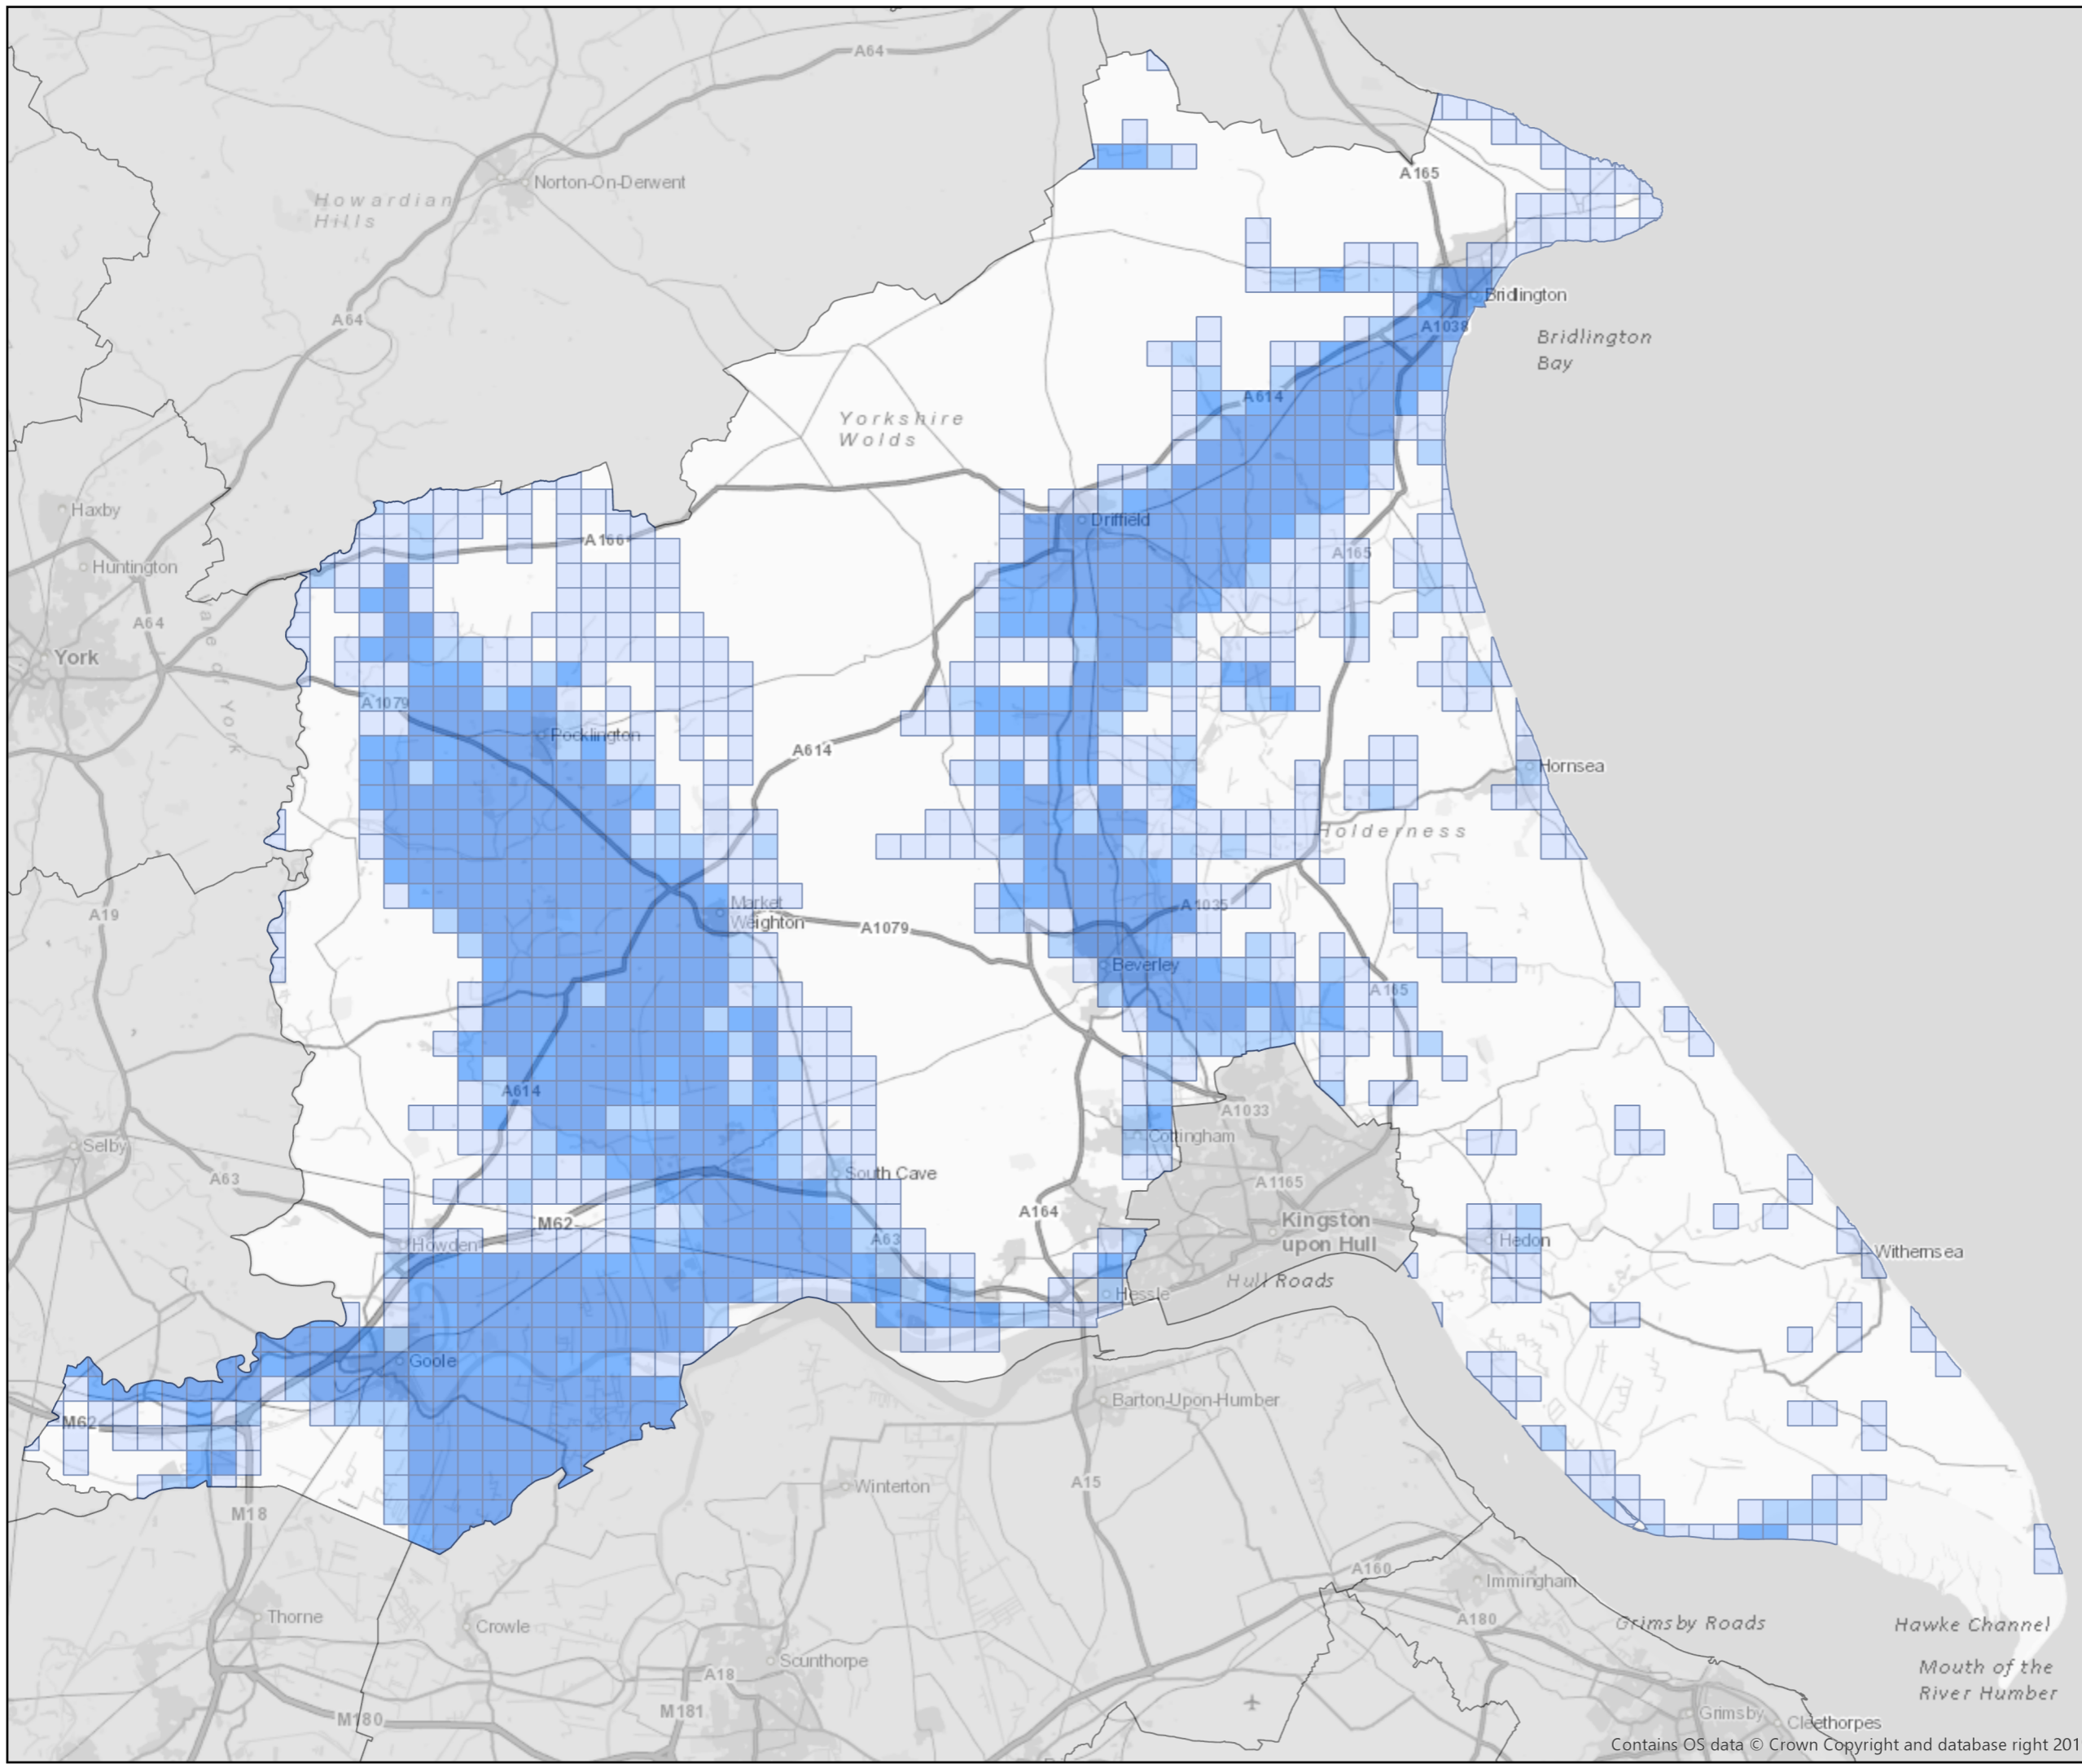 A64
A165
Norton-On-Derwent
Howardian
Hills
Bridlington
A64
A1038
Bridlington
Bay
A614
Yorkshire
Wolds
Haxby
Driffield
A166
A165
Huntington
A64
Vale of York
York
A1079
Pocklington
A614
Hornsea
Holderness
Market
Weighton
A1035
A19
A1079
Beverley
A165
A614
A1033
Cottingham
Selby
South Cave
A63
A1165
A164
M62
Kingston
upon Hull
A63
Howden
Hedon
Withernsea
Hull Roads
Hessle
Goole
Barton-Upon-Humber
M62
A15
Winterton
M18
A160
Immingham
Thorne
Crowle
A180
Grimsby Roads
Hawke Channel
Scunthorpe
A18
Mouth of the
River Humber
M181
M180
Grimsby
Cleethorpes
Contains OS data © Crown Copyright and database right 201